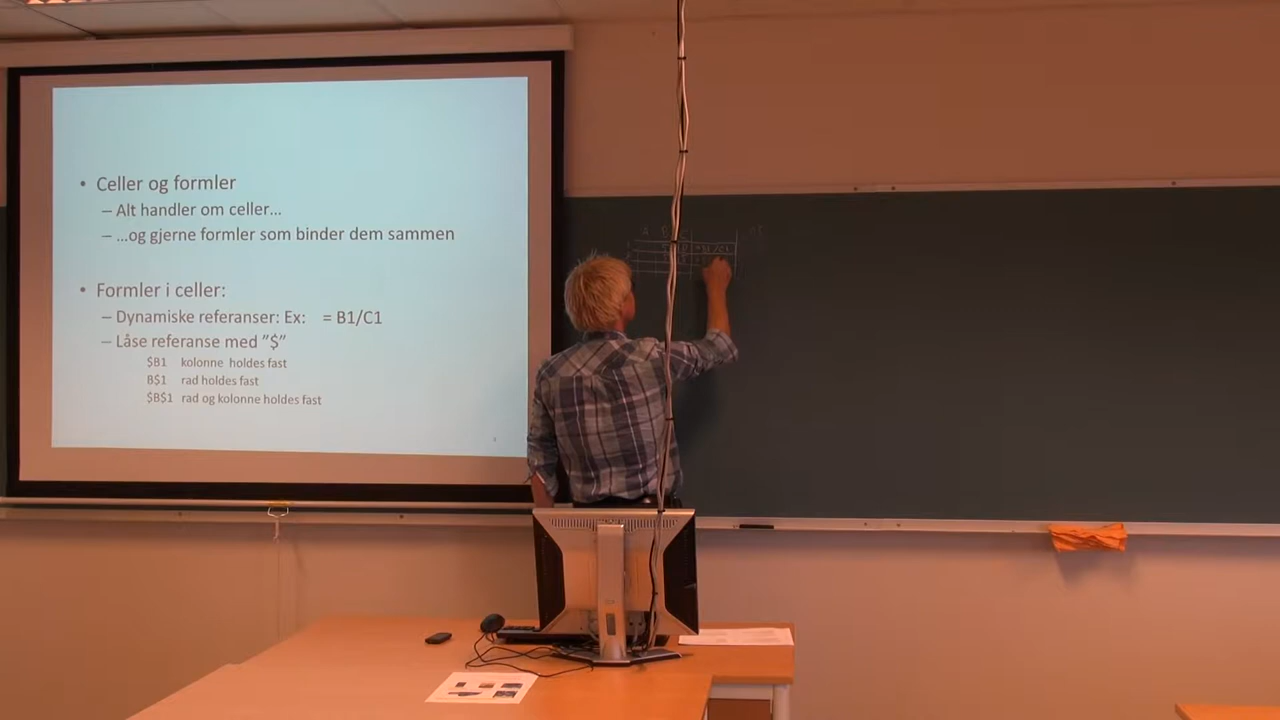 • Celler og formler
– Alt handler om celler...
– ...og gjerne formler som binder dem sammen
• Formler i celler:
– Dynamiske referanser: Ex: = B1/C1
– Låse referanse med ”$”
$B1 kolonne holdes fast
B$1 rad holdes fast
$B$1 rad og kolonne holdes fast